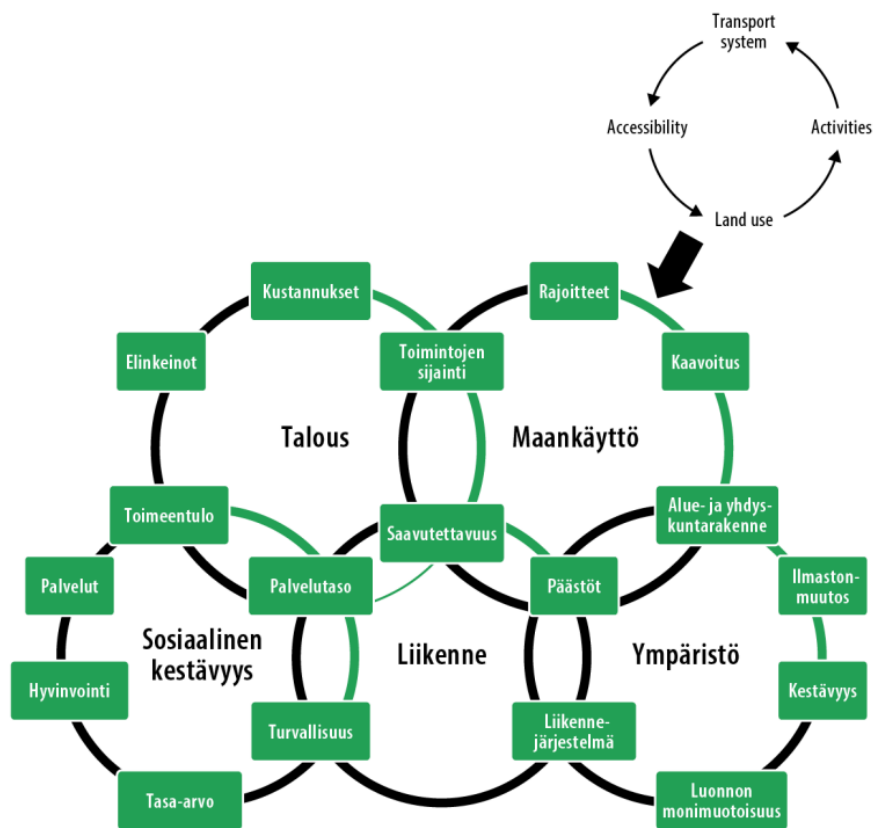 Transport
system
Accessibility
Activities
Land use
Kustannukset
Rajoitteet
Elinkeinot
Toimintojen
sijainti
Kaavoitus
Talous
Maankäyttö
Toimeentulo
Saavutettavuus
Alue- ja yhdys-
kuntarakenne
Palvelut
Palvelutaso
Päästöt
Ilmaston-
muutos
Sosiaalinen
kestävyys
Liikenne
Ympäristö
Hyvinvointi
Kestävyys
Turvallisuus
Liikenne-
järjestelmä
Tasa-arvo
Luonnon
monimuotoisuus